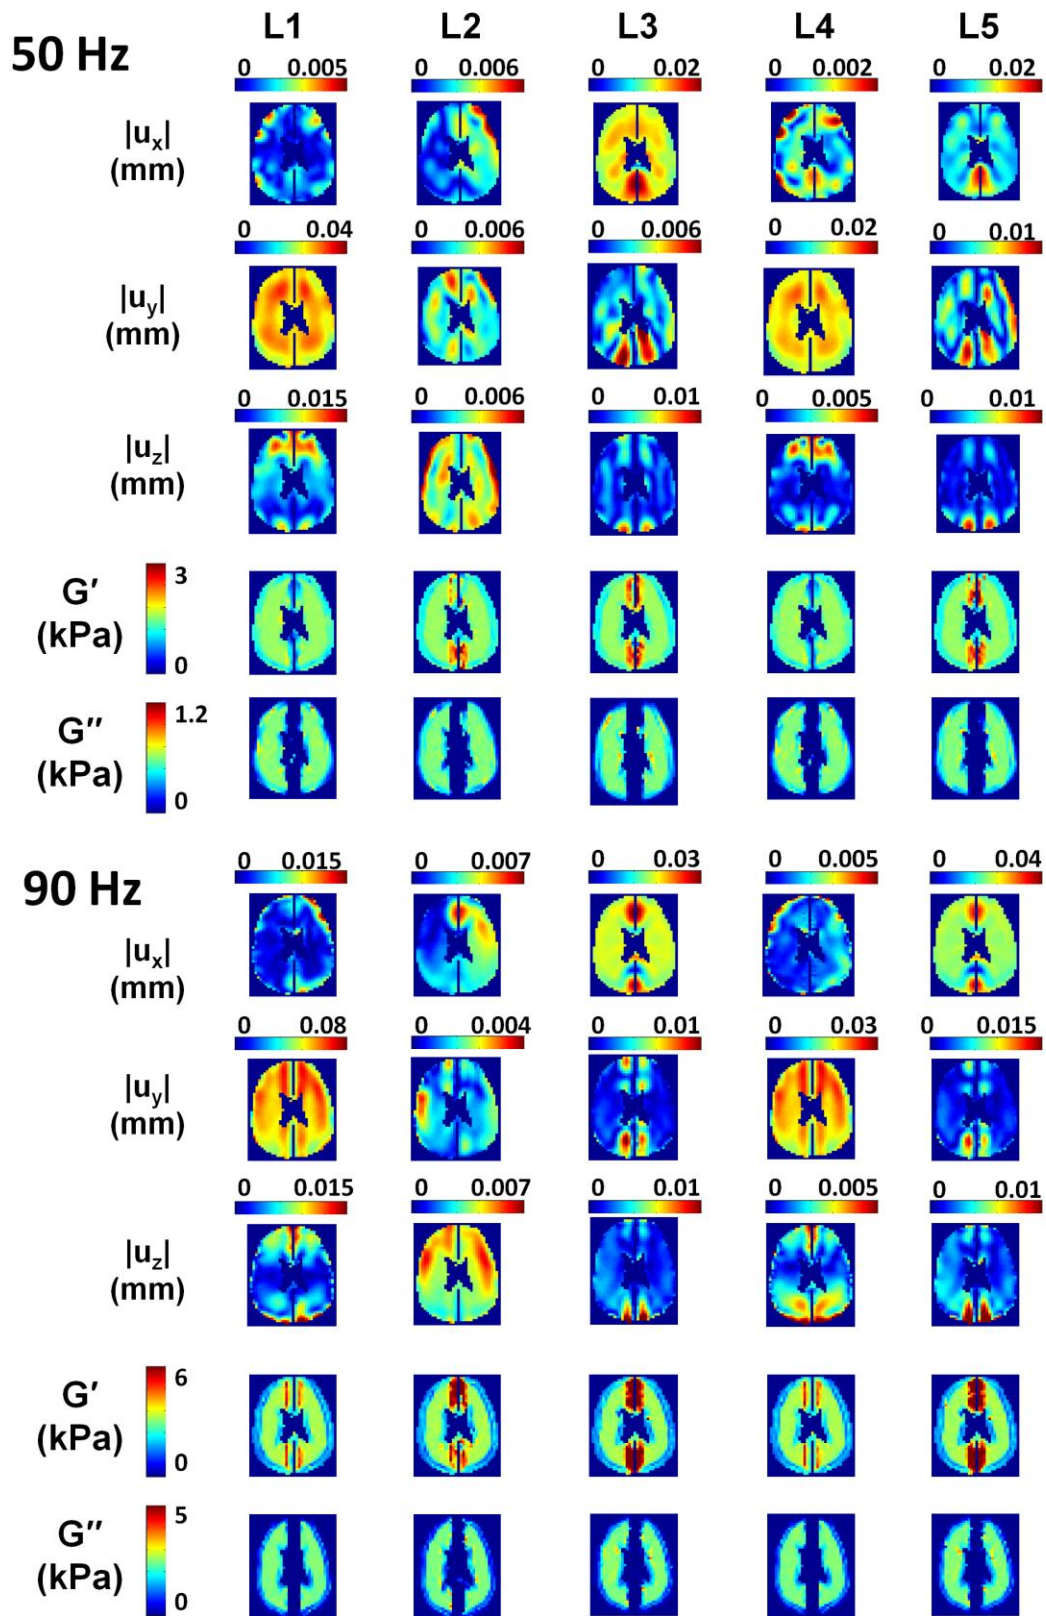 L1 L2 L3 L4 L5
50 Hz
0 0.005 0 0.006 0 0.02 0 0.002 0 0.02
|uₓ|
(mm)
0 0.04 0 0.006 0 0.006 0 0.02 0 0.01
|u_y|
(mm)
0 0.015 0 0.006 0 0.01 0 0.005 0 0.01
|u_z|
(mm)
G′
(kPa)
3
0
G″
(kPa)
1.2
0
90 Hz
0 0.015 0 0.007 0 0.03 0 0.005 0 0.04
|uₓ|
(mm)
0 0.08 0 0.004 0 0.01 0 0.03 0 0.015
|u_y|
(mm)
0 0.015 0 0.007 0 0.01 0 0.005 0 0.01
|u_z|
(mm)
G′
(kPa)
6
0
G″
(kPa)
5
0